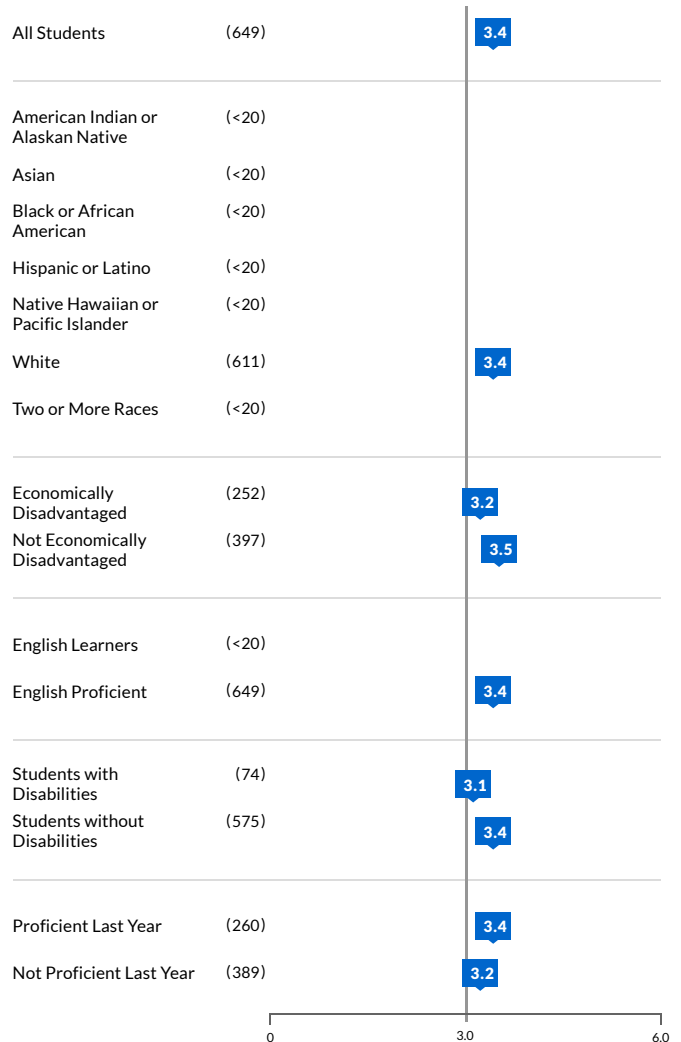 All Students (649) 3.4
American Indian or (<20)
Alaskan Native
Asian (<20)
Black or African (<20)
American
Hispanic or Latino (<20)
Native Hawaiian or (<20)
Pacific Islander
White (611) 3.4
Two or More Races (<20)
Economically (252) 3.2
Disadvantaged
Not Economically (397) 3.5
Disadvantaged
English Learners (<20)
English Proficient (649) 3.4
Students with (74) 3.1
Disabilities
Students without (575) 3.4
Disabilities
Proficient Last Year (260) 3.4
Not Proficient Last Year (389) 3.2
0 3.0 6.0